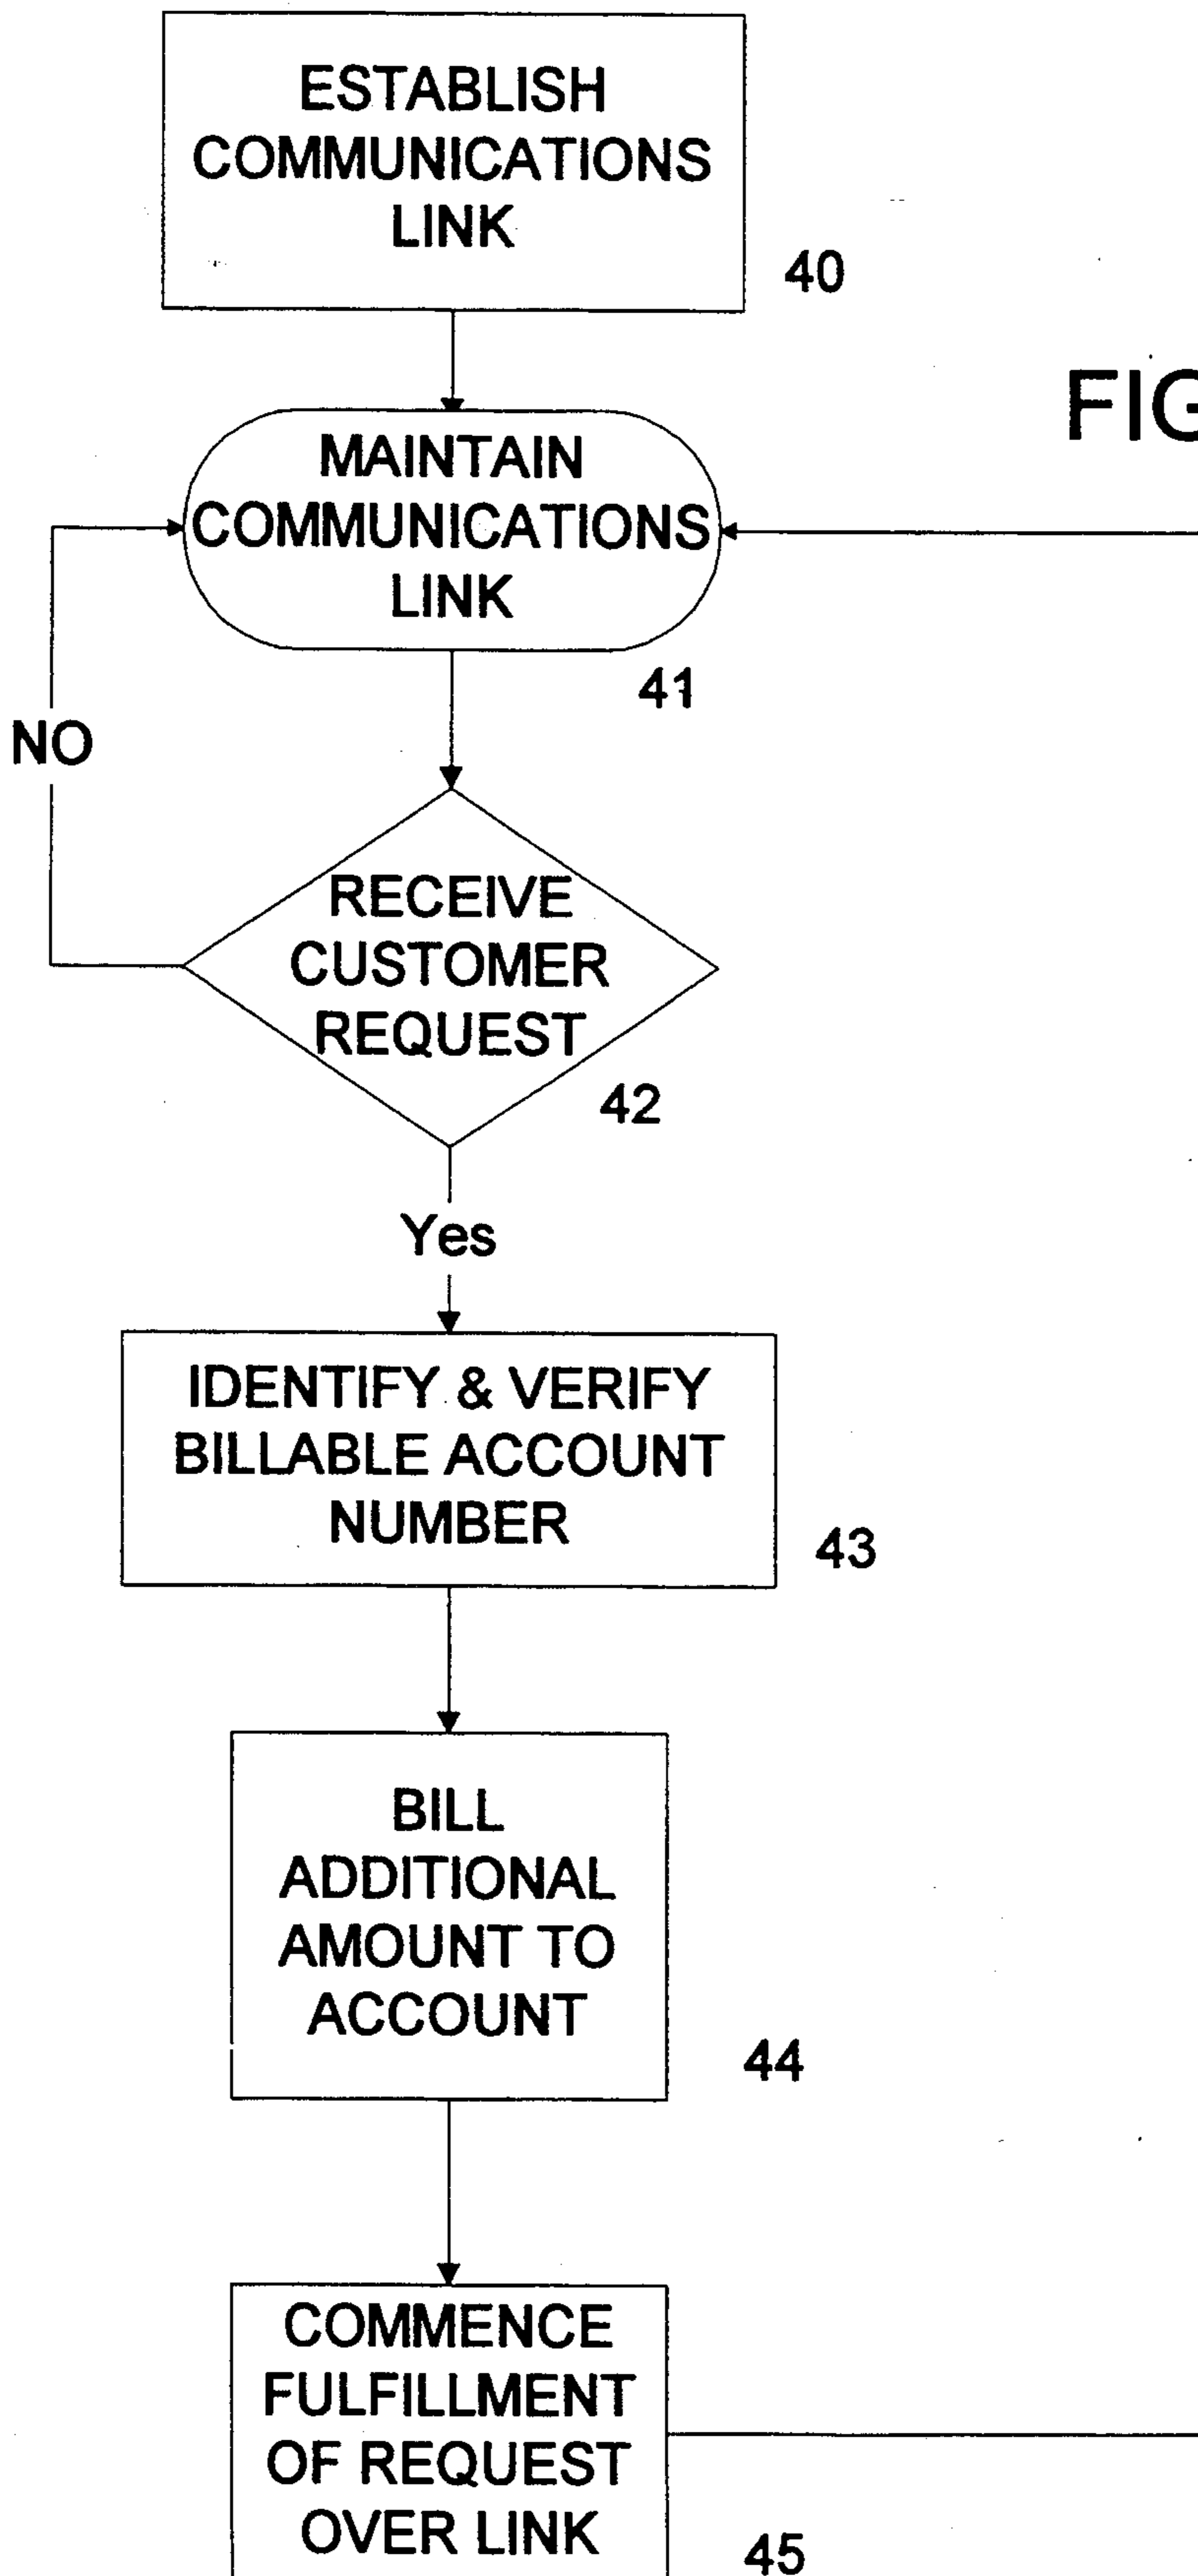 ESTABLISH
COMMUNICATIONS
LINK
40
FIG
MAINTAIN
COMMUNICATIONS
LINK
41
NO
RECEIVE
CUSTOMER
REQUEST
42
Yes
IDENTIFY & VERIFY
BILLABLE ACCOUNT
NUMBER
43
BILL
ADDITIONAL
AMOUNT TO
ACCOUNT
44
COMMENCE
FULFILLMENT
OF REQUEST
OVER LINK
45